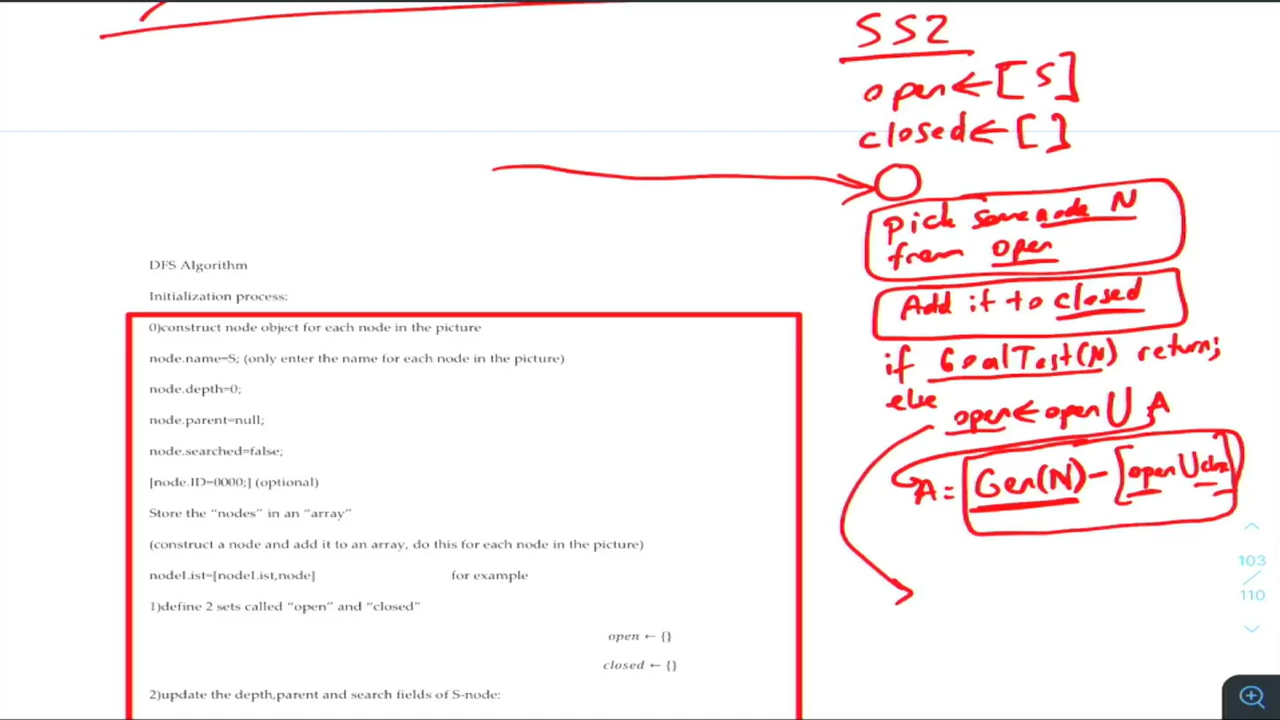 SS2
open ← [S]
closed ← [ ]
pick some node N
from open
Add it to closed
if GoalTest(N) return;
else
open ← open U A
A = Gen(N) - [open U close]
DFS Algorithm
Initialization process:
0)construct node object for each node in the picture
node.name=S; (only enter the name for each node in the picture)
node.depth=0;
node.parent=null;
node.searched=false;
[node.ID=0000;] (optional)
Store the “nodes” in an “array”
(construct a node and add it to an array, do this for each node in the picture)
nodeList=[nodeList,node] for example
1)define 2 sets called “open” and “closed”
open ← {}
closed ← {}
2)update the depth,parent and search fields of S-node:
103
110